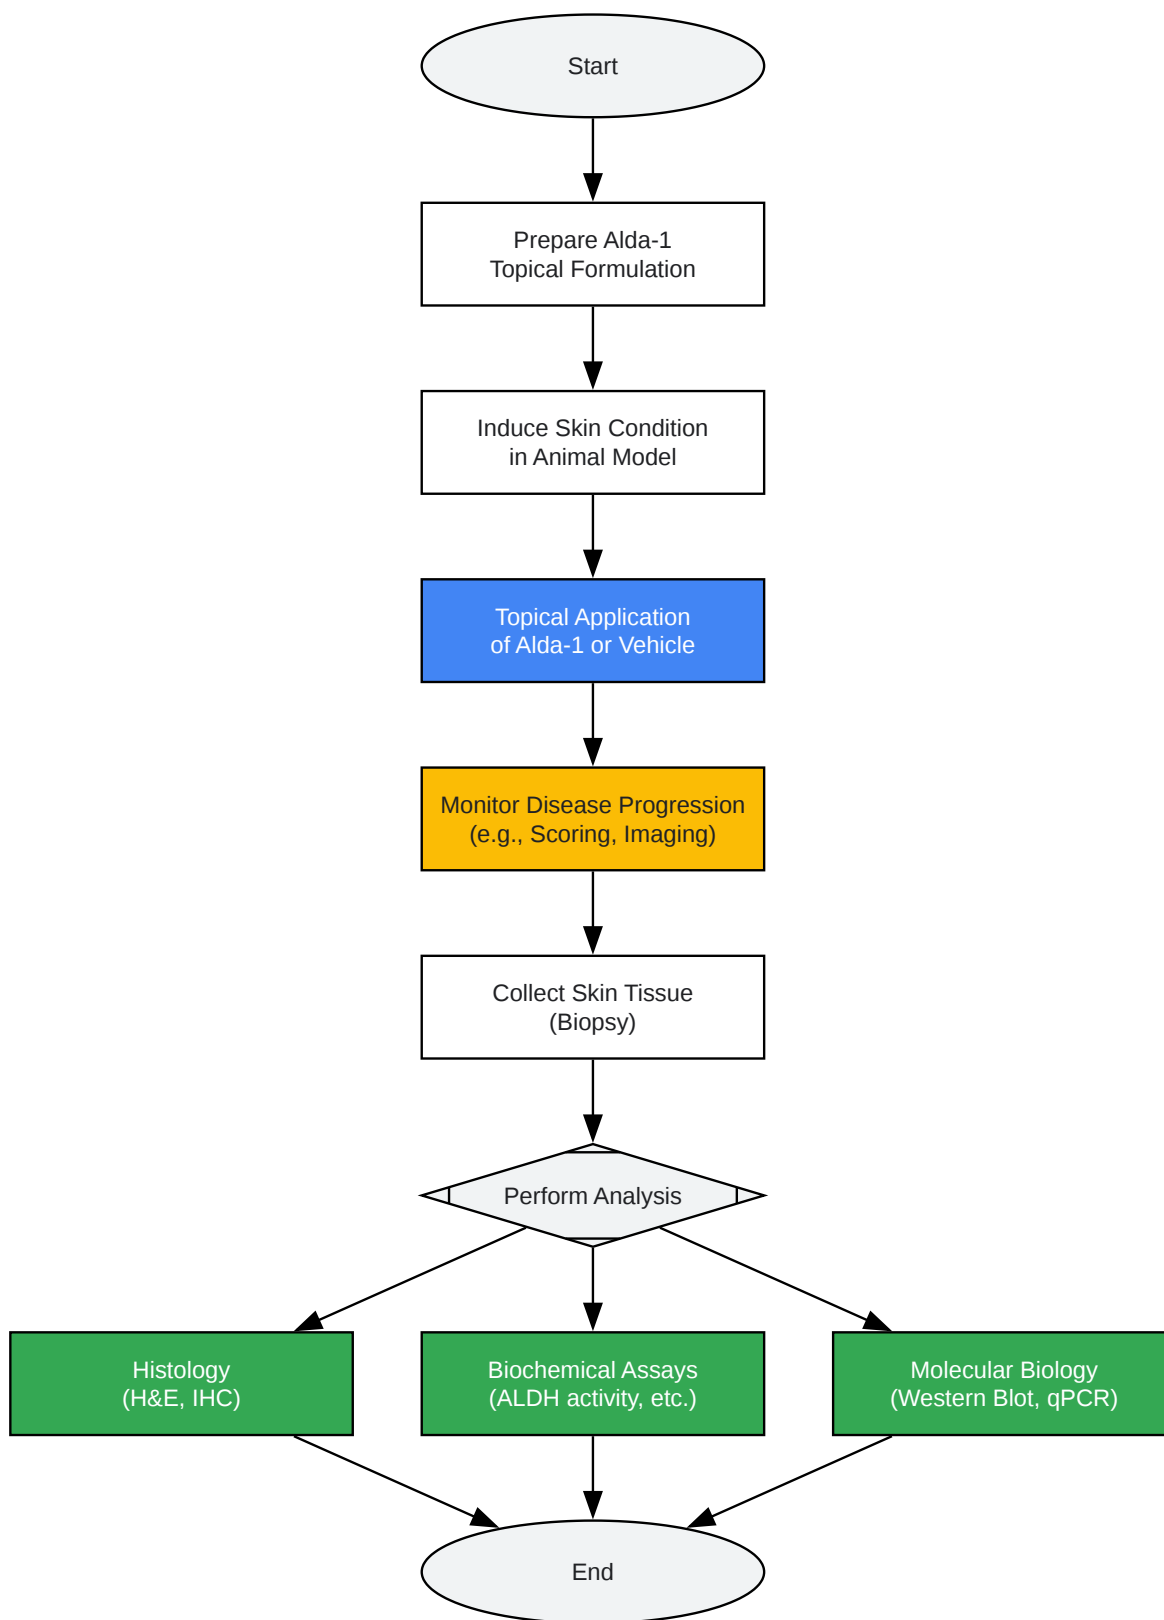 Start
Prepare Alda-1
Topical Formulation
Induce Skin Condition
in Animal Model
Topical Application
of Alda-1 or Vehicle
Monitor Disease Progression
(e.g., Scoring, Imaging)
Collect Skin Tissue
(Biopsy)
Perform Analysis
Histology
(H&E, IHC)
Biochemical Assays
(ALDH activity, etc.)
Molecular Biology
(Western Blot, qPCR)
End